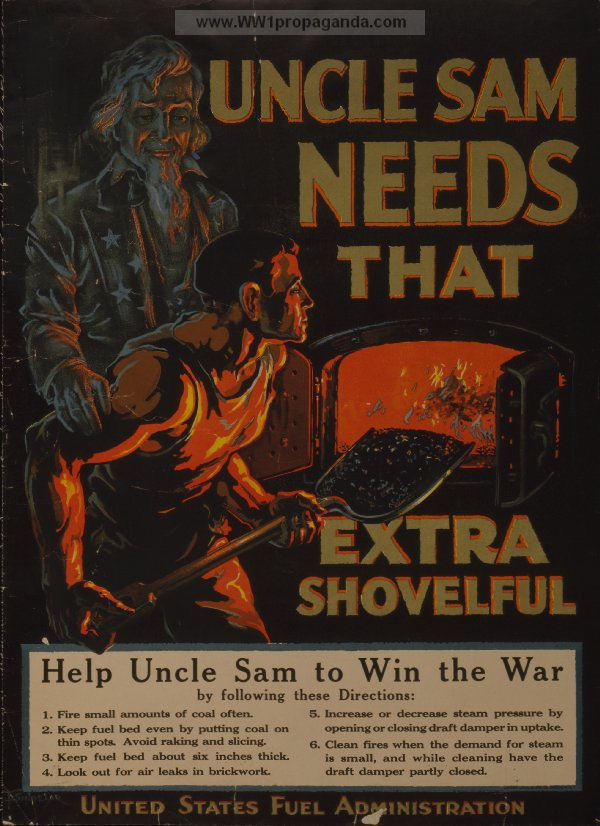 www.WW1propaganda.com
UNCLE SAM
NEEDS
THAT
EXTRA
SHOVELFUL
Help Uncle Sam to Win the War
by following these Directions:
1. Fire small amounts of coal often.
2. Keep fuel bed even by putting coal on
thin spots. Avoid raking and slicing.
3. Keep fuel bed about six inches thick.
4. Look out for air leaks in brickwork.
5. Increase or decrease steam pressure by
opening or closing draft damper in uptake.
6. Clean fires when the demand for steam
is small, and while cleaning have the
draft damper partly closed.
UNITED STATES FUEL ADMINISTRATION